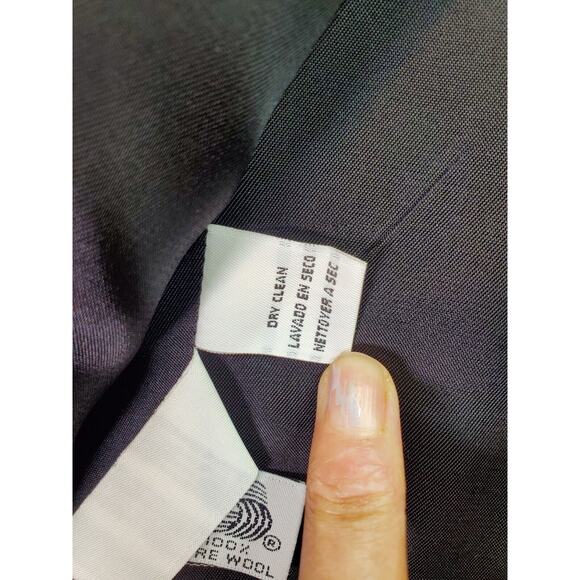 DRY CLEAN
LAVADO EN SECO
NETTOYER A SEC
®
100%
RE WOOL